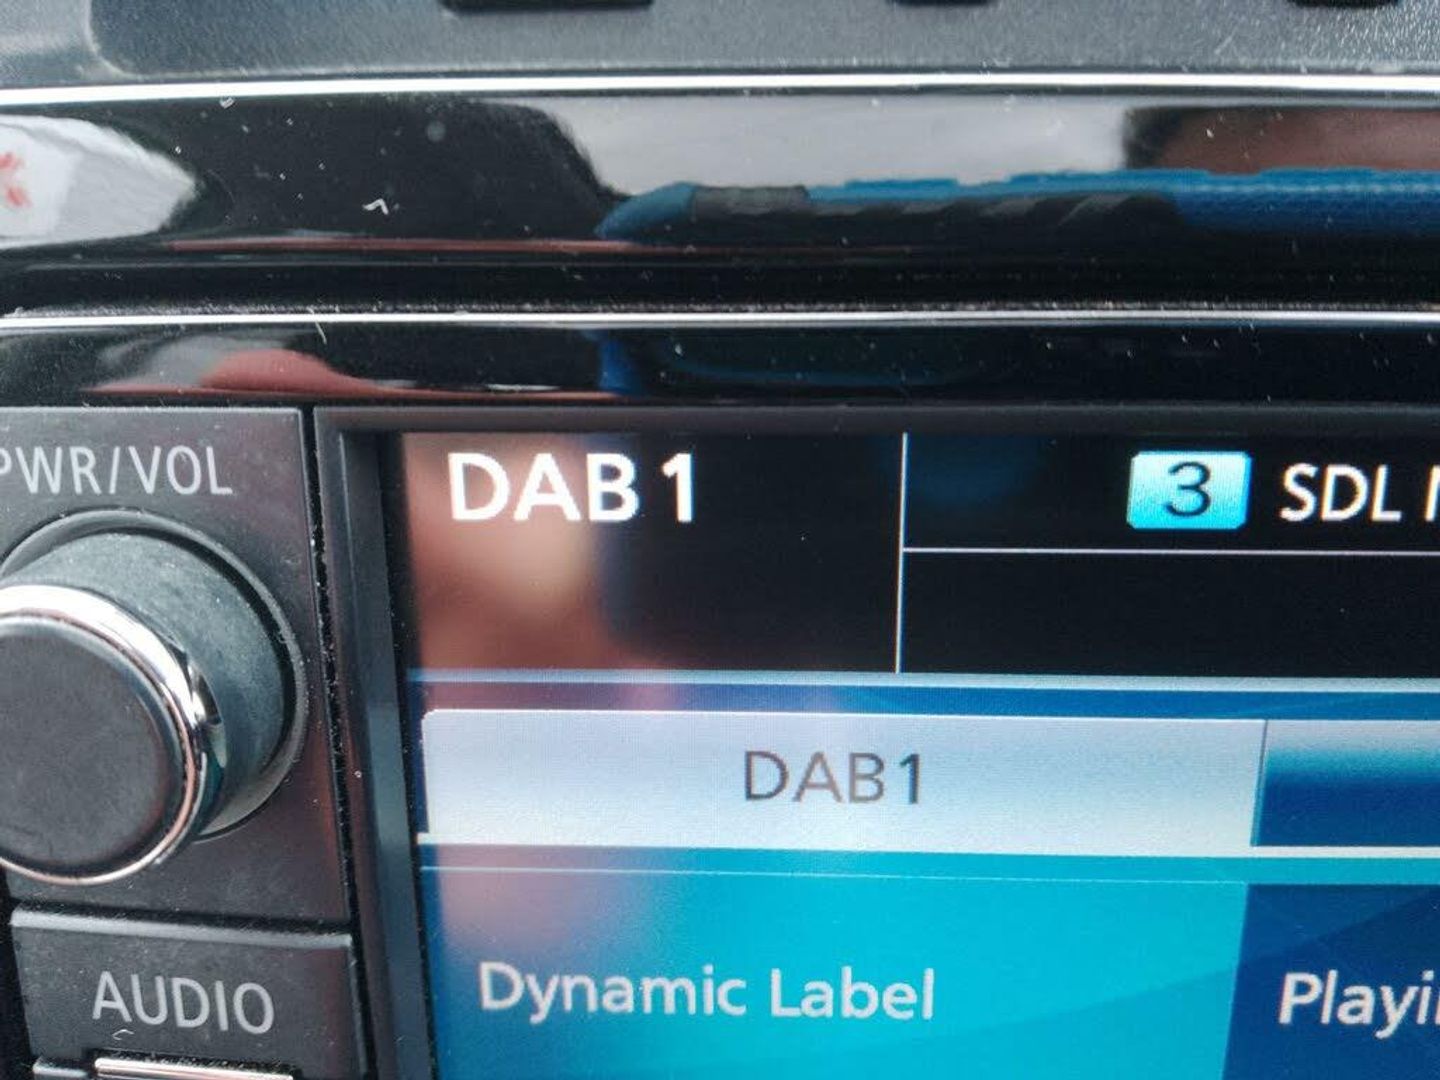 PWR/VOL
DAB1
3 SDL
DAB1
AUDIO
Dynamic Label